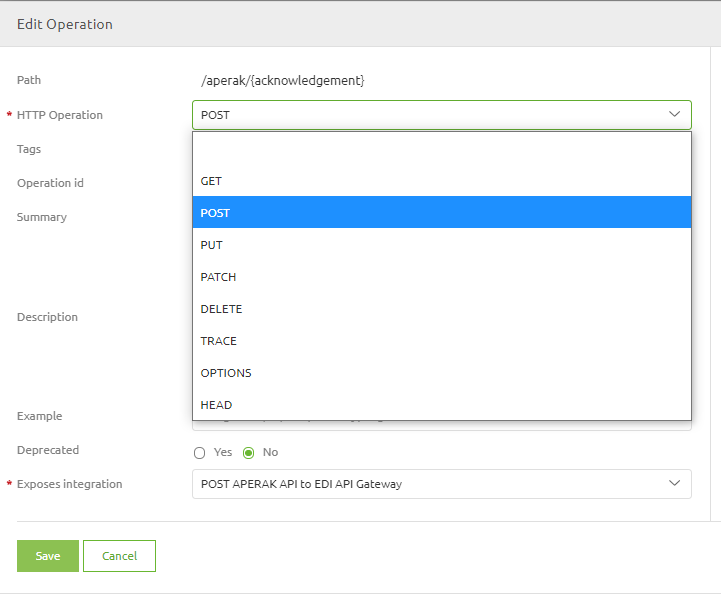 Edit Operation
Path /aperak/{acknowledgement}
* HTTP Operation POST
Tags
GET
Operation id
POST
Summary
PUT
PATCH
DELETE
Description
TRACE
OPTIONS
HEAD
Example
Deprecated Yes No
* Exposes integration POST APERAK API to EDI API Gateway
Save Cancel